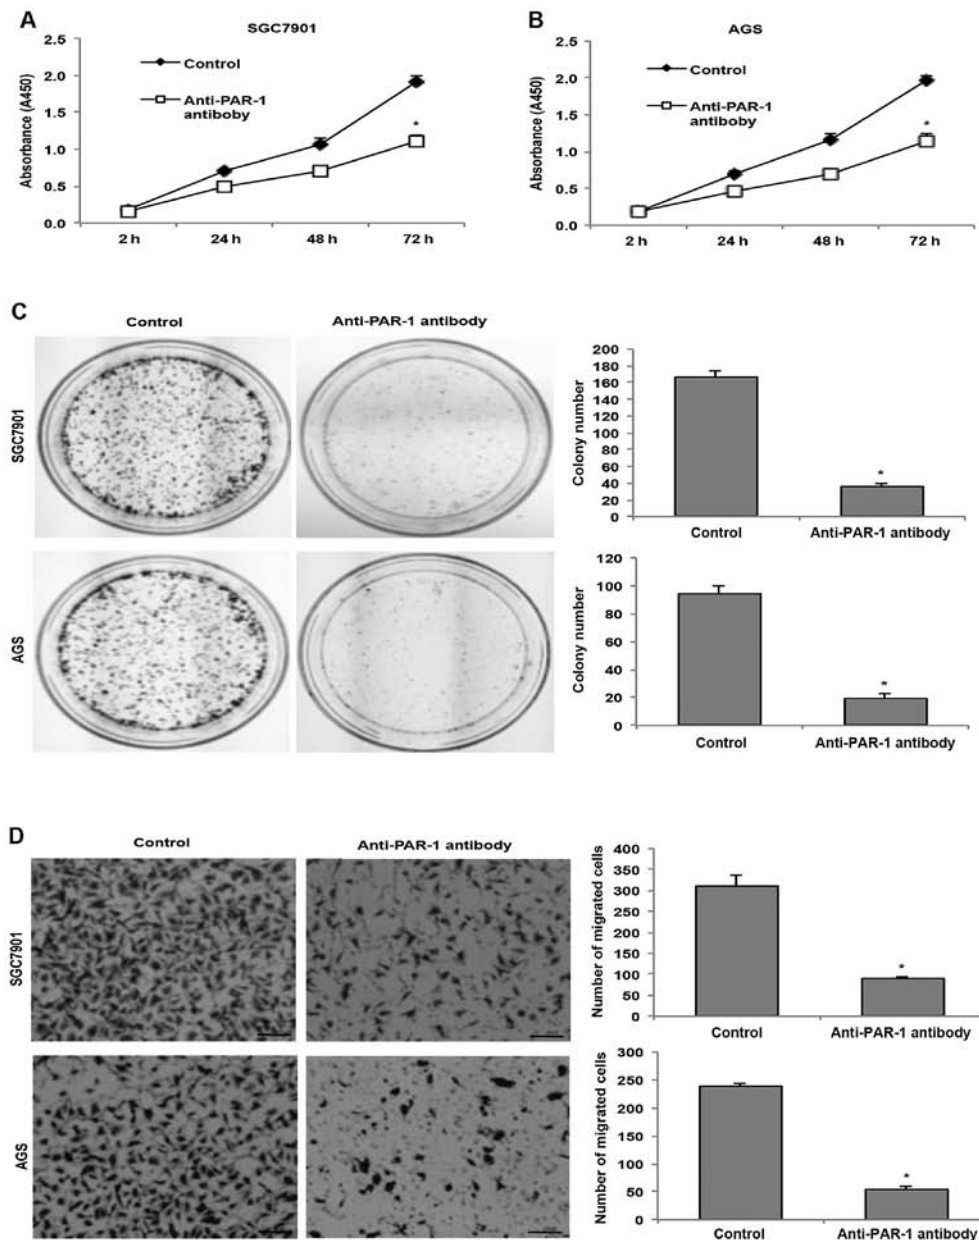 A
SGC7901
Absorbance (A450)
2.5
2.0
1.5
1.0
0.5
0.0
Control
Anti-PAR-1
antiboby
*
2 h
24 h
48 h
72 h
B
AGS
Absorbance (A450)
2.5
2.0
1.5
1.0
0.5
0.0
Control
Anti-PAR-1
antiboby
*
2 h
24 h
48 h
72 h
C
Control
Anti-PAR-1 antibody
SGC7901
AGS
Colony number
200
180
160
140
120
100
80
60
40
20
0
*
Control
Anti-PAR-1 antibody
Colony number
120
100
80
60
40
20
0
*
Control
Anti-PAR-1 antibody
D
Control
Anti-PAR-1 antibody
SGC7901
AGS
Number of migrated cells
400
350
300
250
200
150
100
50
0
*
Control
Anti-PAR-1 antibody
Number of migrated cells
300
250
200
150
100
50
0
*
Control
Anti-PAR-1 antibody